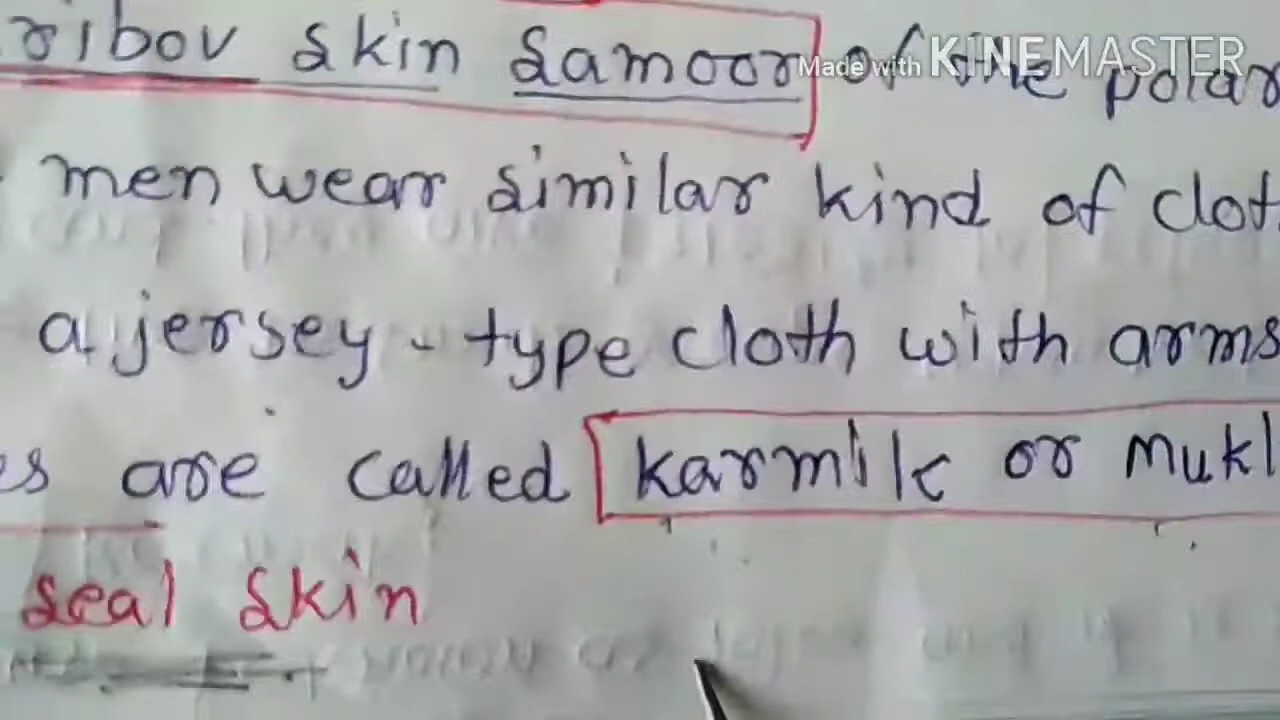 ribov skin samoor of the polar
men wear similar kind of clot
a jersey-type cloth with arms
es are called karmilk or Mukl
seal skin
Made with KINEMASTER